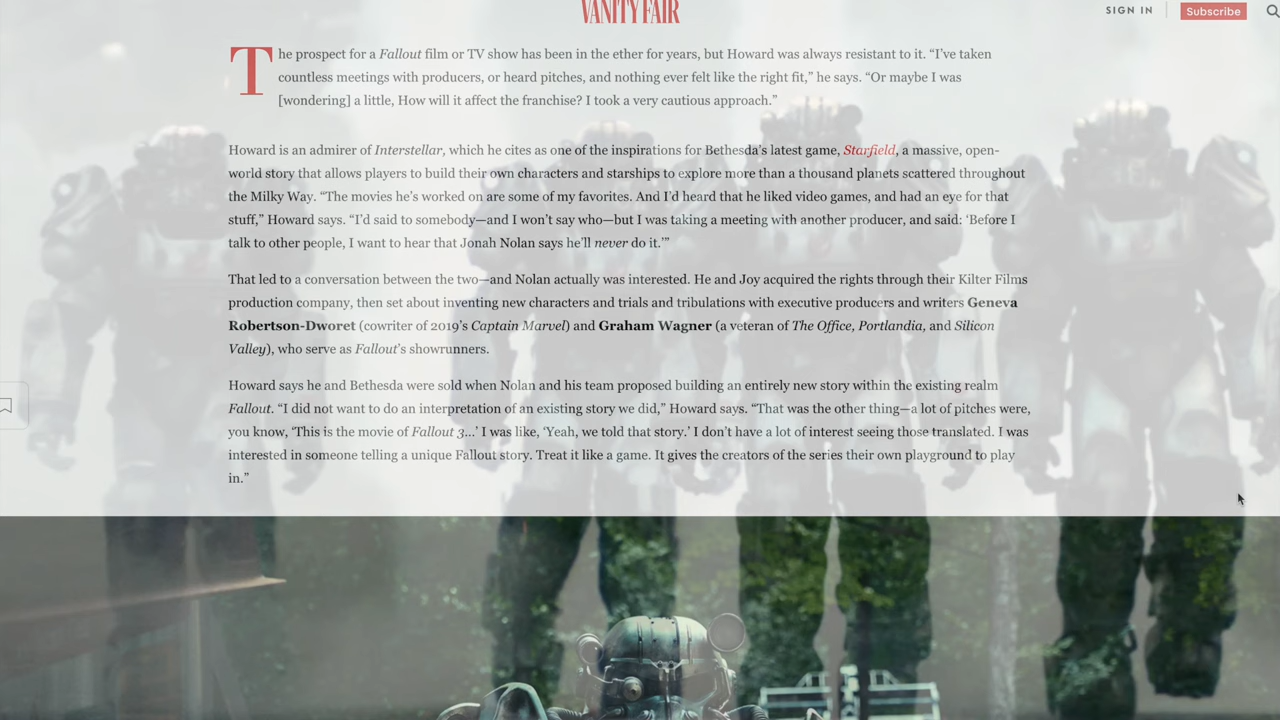 VANITY FAIR
SIGN IN
Subscribe
The prospect for a Fallout film or TV show has been in the ether for years, but Howard was always resistant to it. “I’ve taken
countless meetings with producers, or heard pitches, and nothing ever felt like the right fit,” he says. “Or maybe I was
[wondering] a little, How will it affect the franchise? I took a very cautious approach.”
Howard is an admirer of Interstellar, which he cites as one of the inspirations for Bethesda’s latest game, Starfield, a massive, open-
world story that allows players to build their own characters and starships to explore more than a thousand planets scattered throughout
the Milky Way. “The movies he’s worked on are some of my favorites. And I’d heard that he liked video games, and had an eye for that
stuff,” Howard says. “I’d said to somebody—and I won’t say who—but I was taking a meeting with another producer, and said: ‘Before I
talk to other people, I want to hear that Jonah Nolan says he’ll never do it.’”
That led to a conversation between the two—and Nolan actually was interested. He and Joy acquired the rights through their Kilter Films
production company, then set about inventing new characters and trials and tribulations with executive producers and writers Geneva
Robertson-Dworet (cowriter of 2019’s Captain Marvel) and Graham Wagner (a veteran of The Office, Portlandia, and Silicon
Valley), who serve as Fallout’s showrunners.
Howard says he and Bethesda were sold when Nolan and his team proposed building an entirely new story within the existing realm
Fallout. “I did not want to do an interpretation of an existing story we did,” Howard says. “That was the other thing—a lot of pitches were,
you know, ‘This is the movie of Fallout 3...’ I was like, ‘Yeah, we told that story.’ I don’t have a lot of interest seeing those translated. I was
interested in someone telling a unique Fallout story. Treat it like a game. It gives the creators of the series their own playground to play
in.”